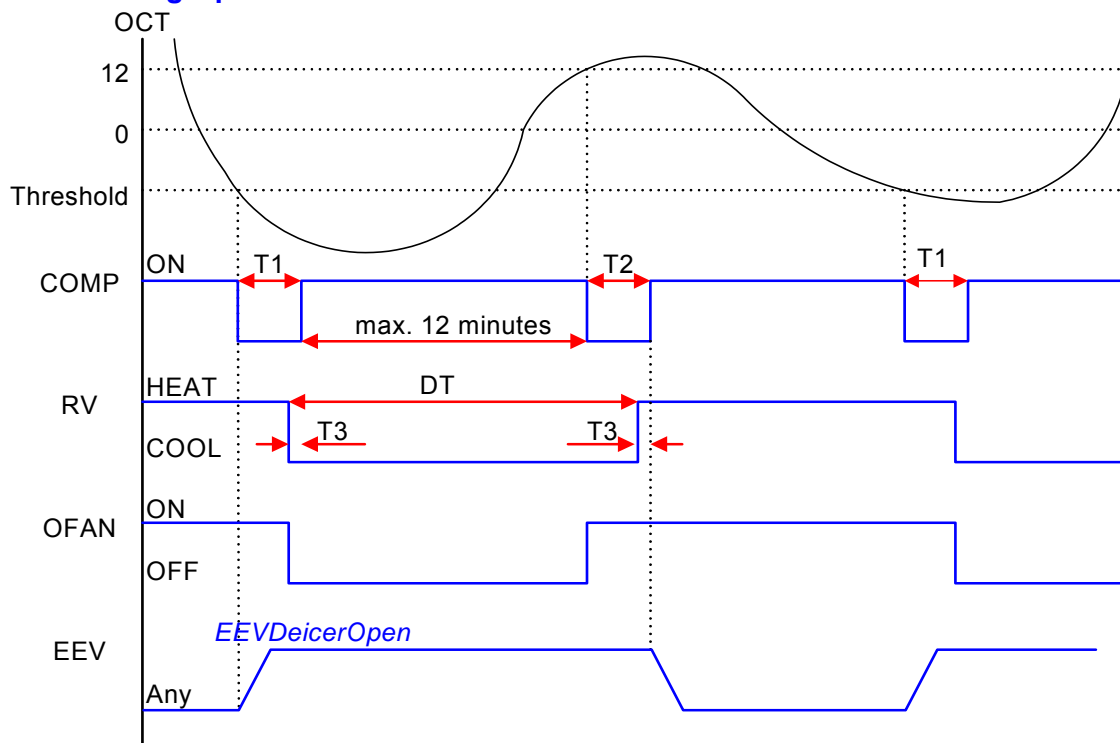 OCT
12
0
Threshold
COMP
ON
T1
T2
T1
max. 12 minutes
RV
HEAT
DT
T3
T3
COOL
OFAN
ON
OFF
EEV
EEVDeicerOpen
Any